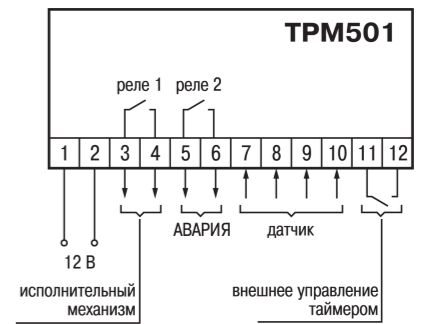 ТРМ501
реле 1 реле 2
1 2 3 4 5 6 7 8 9 10 11 12
АВАРИЯ датчик
12 В
исполнительный
механизм
внешнее управление
таймером